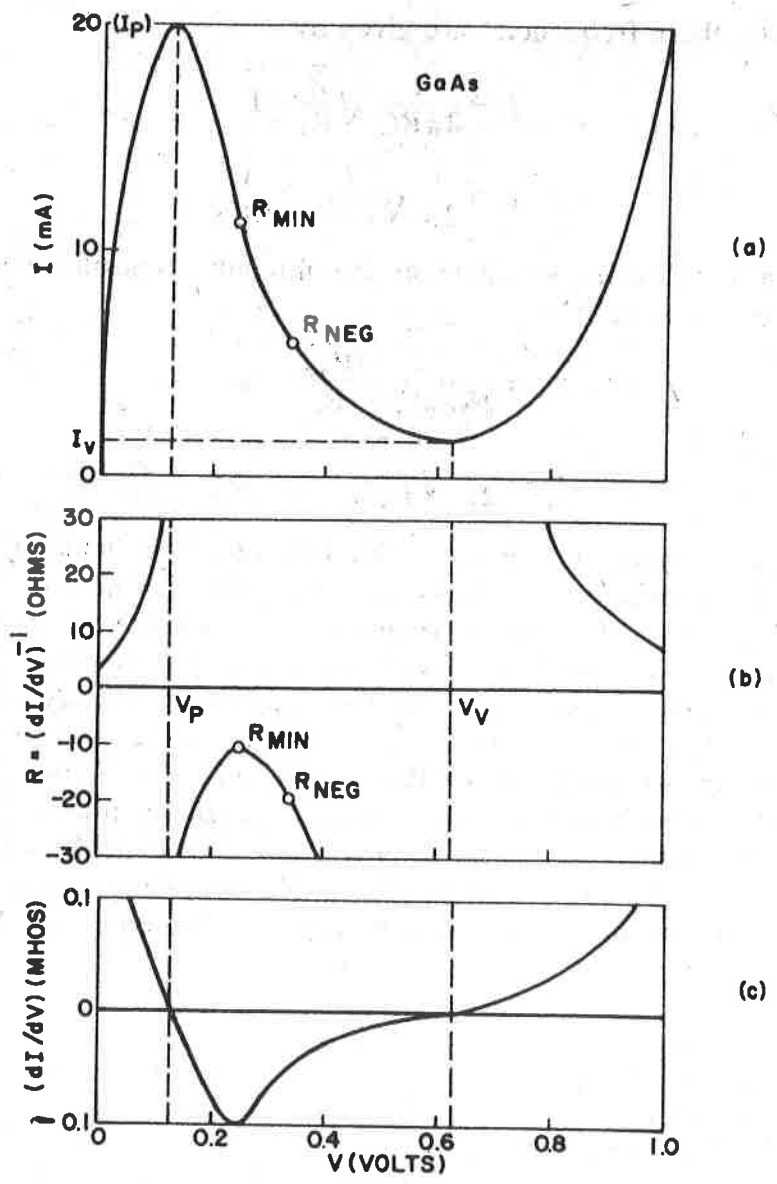 20
(Ip)
GaAs
RMIN
I (mA)
10
(a)
RNEG
Iv
0
30
20
10
0
-10
-20
-30
R = (dI/dV)-1 (OHMS)
VP
VV
RMIN
RNEG
(b)
0.1
0
0.1
(dI/dV) (MHOS)
(c)
0
0.2
0.4
0.6
0.8
1.0
V (VOLTS)